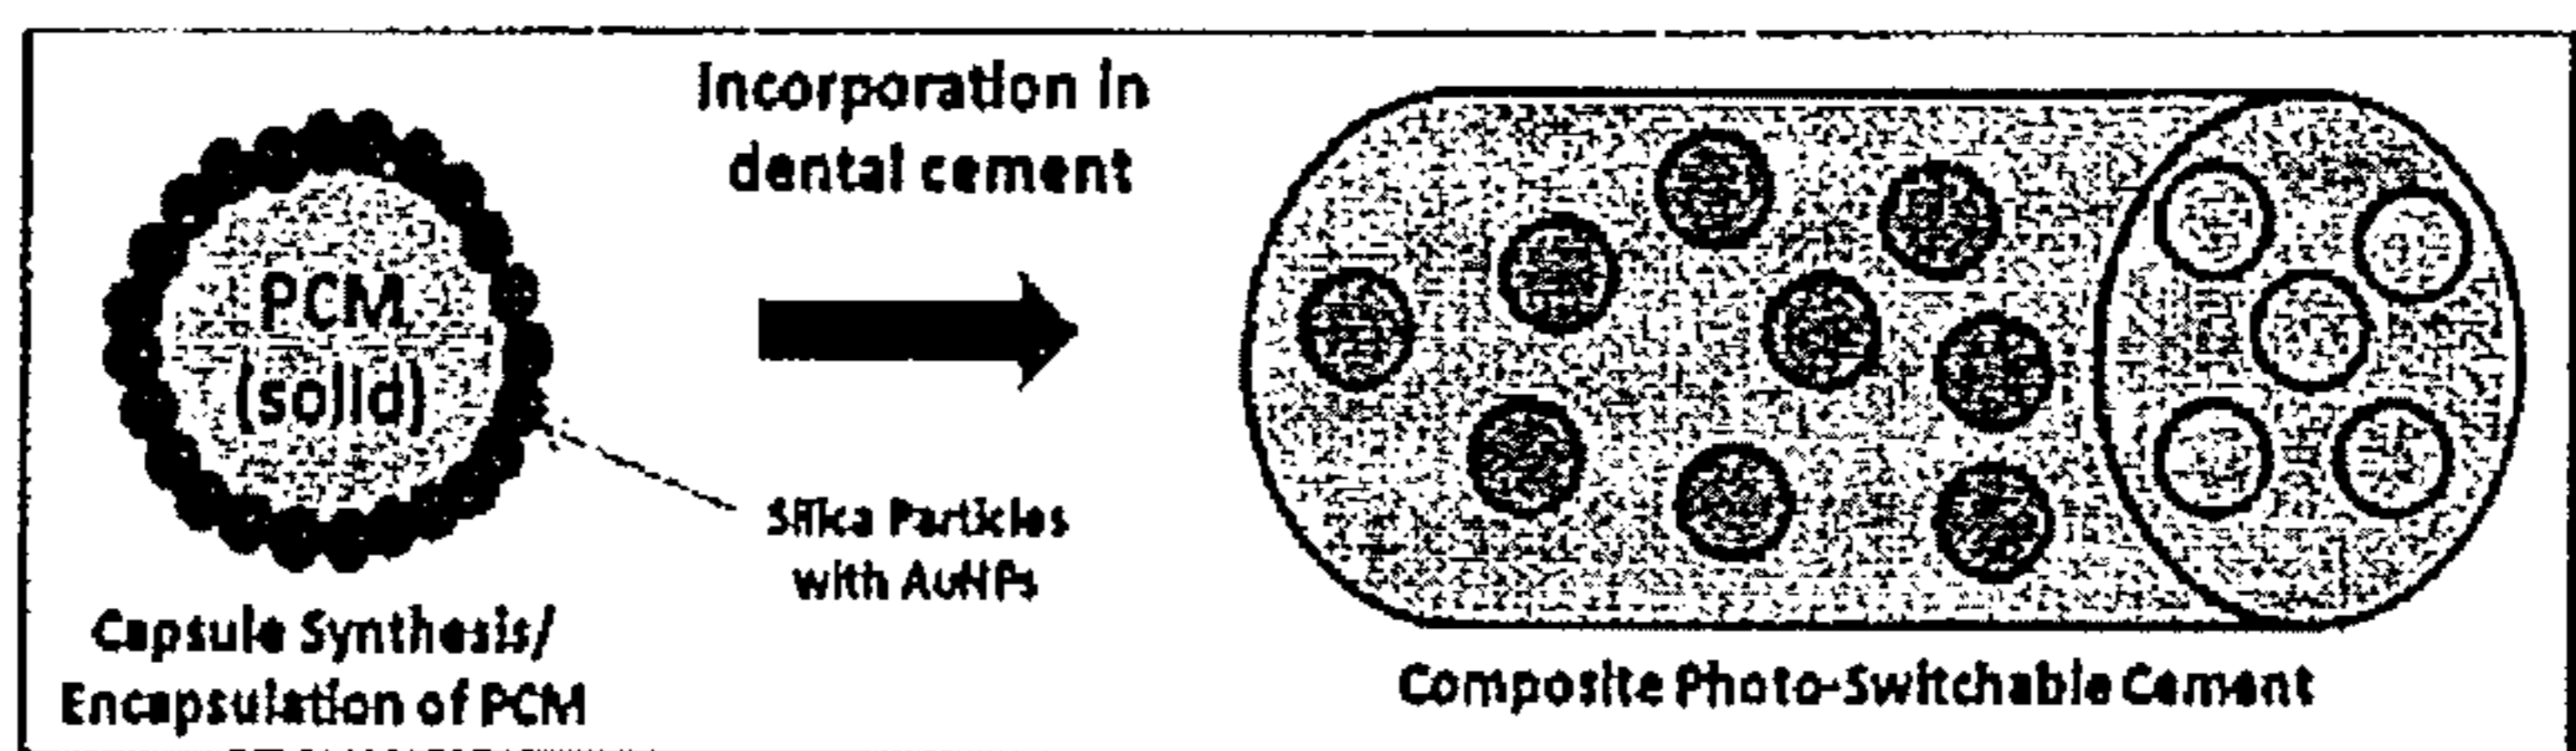 Incorporation in
dental cement
PCM
(solid)
Silica Particles
with AuNPs
Capsule Synthesis/
Encapsulation of PCM
Composite Photo-Switchable Cement